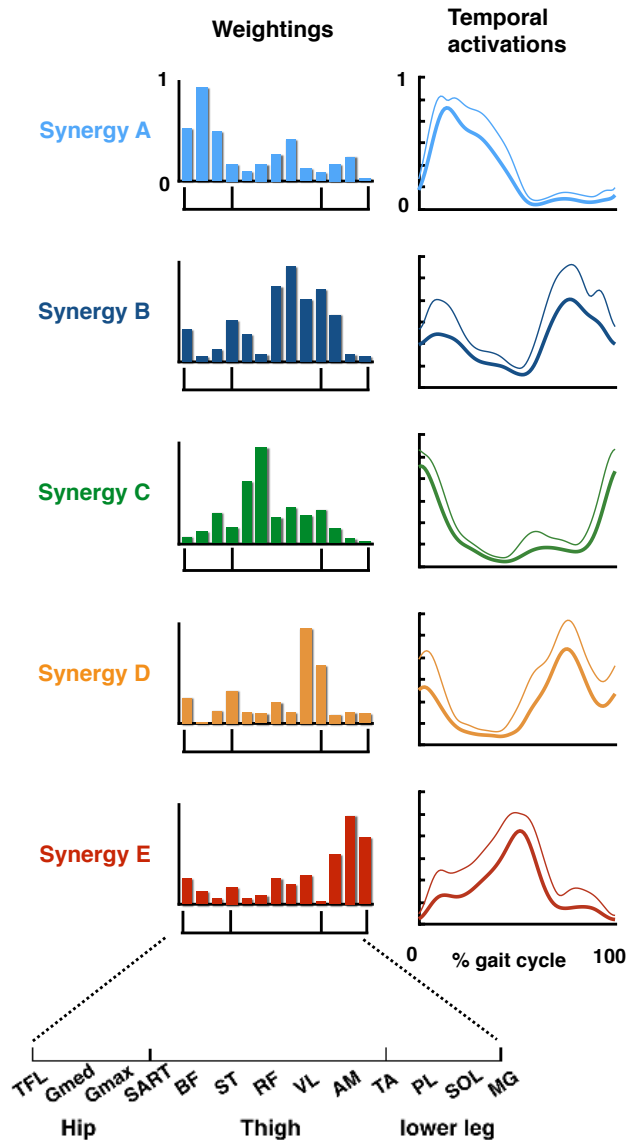 Weightings
Temporal
activations
1
0
Synergy A
1
0
Synergy B
Synergy C
Synergy D
Synergy E
0
% gait cycle
100
TFL
Gmed
Gmax
SART
BF
ST
RF
VL
AM
TA
PL
SOL
MG
Hip
Thigh
lower leg